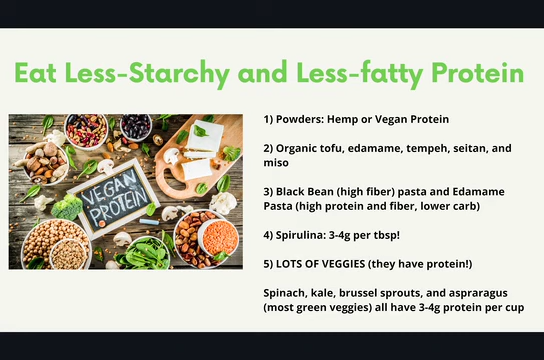 Eat Less-Starchy and Less-fatty Protein
VEGAN
PROTEIN
1) Powders: Hemp or Vegan Protein
2) Organic tofu, edamame, tempeh, seitan, and
miso
3) Black Bean (high fiber) pasta and Edamame
Pasta (high protein and fiber, lower carb)
4) Spirulina: 3-4g per tbsp!
5) LOTS OF VEGGIES (they have protein!)
Spinach, kale, brussel sprouts, and aspraragus
(most green veggies) all have 3-4g protein per cup